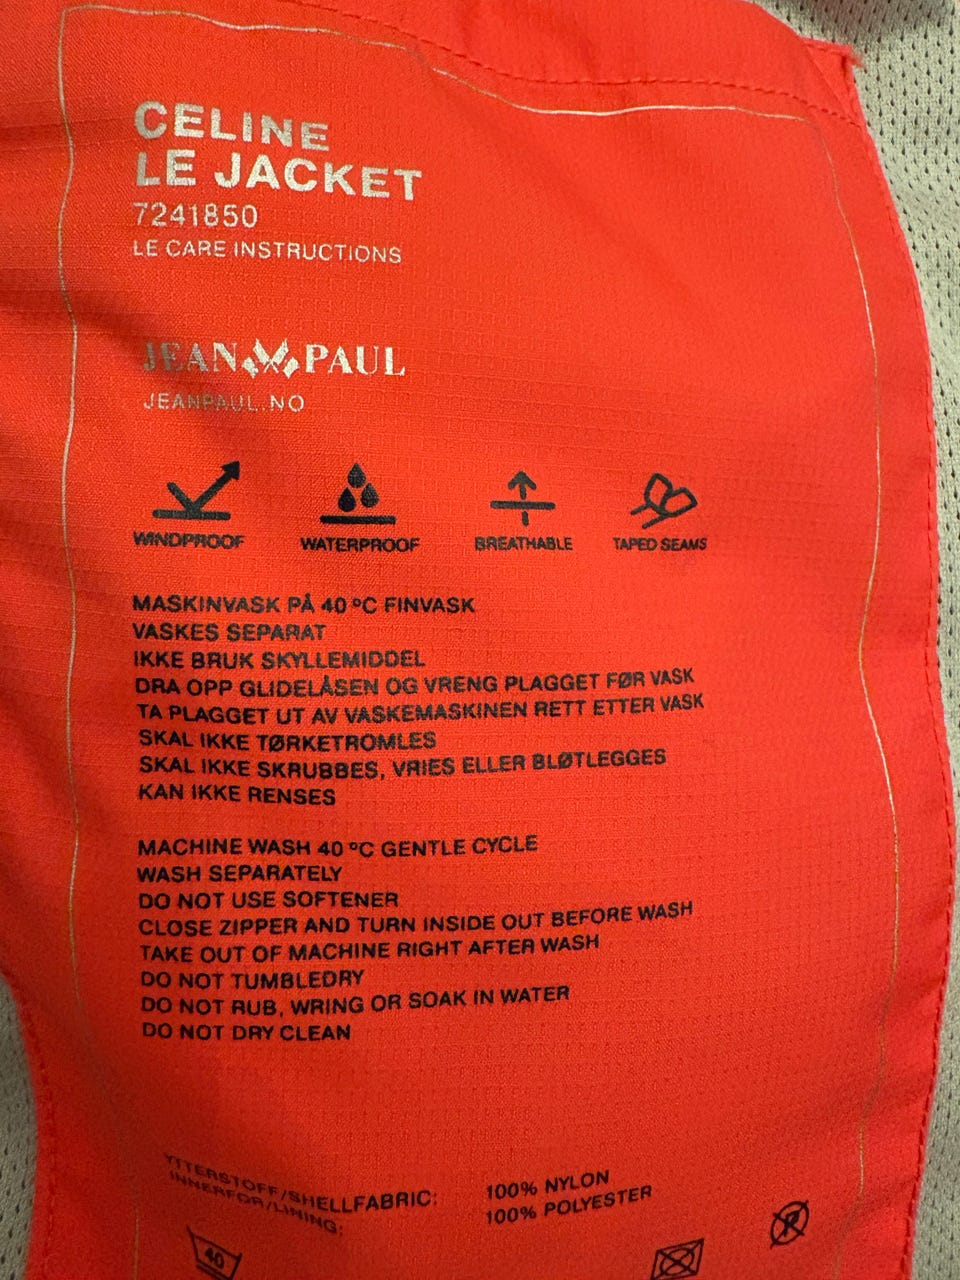 CELINE
LE JACKET
7241850
LE CARE INSTRUCTIONS
JEAN PAUL
JEANPAUL.NO
WINDPROOF WATERPROOF BREATHABLE TAPED SEAMS
MASKINVASK PÅ 40 °C FINVASK
VASKES SEPARAT
IKKE BRUK SKYLLEMIDDEL
DRA OPP GLIDELÅSEN OG VRENG PLAGGET FØR VASK
TA PLAGGET UT AV VASKEMASKINEN RETT ETTER VASK
SKAL IKKE TØRKETROMLES
SKAL IKKE SKRUBBES, VRIES ELLER BLØTLEGGES
KAN IKKE RENSES
MACHINE WASH 40 °C GENTLE CYCLE
WASH SEPARATELY
DO NOT USE SOFTENER
CLOSE ZIPPER AND TURN INSIDE OUT BEFORE WASH
TAKE OUT OF MACHINE RIGHT AFTER WASH
DO NOT TUMBLEDRY
DO NOT RUB, WRING OR SOAK IN WATER
DO NOT DRY CLEAN
YTTERSTOFF/SHELLFABRIC: 100% NYLON
INNERFOR/LINING: 100% POLYESTER
40 P